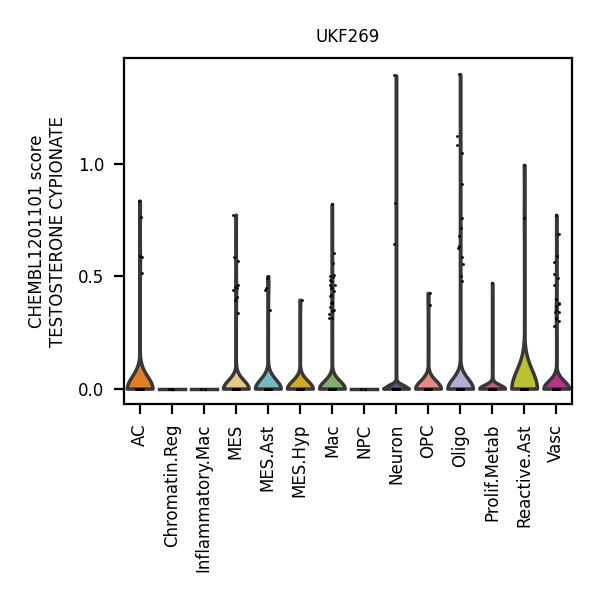 UKF269
CHEMBL1201101 score
TESTOSTERONE CYPIONATE
1.0
0.5
0.0
AC
Chromatin.Reg
Inflammatory.Mac
MES
MES.Ast
MES.Hyp
Mac
NPC
Neuron
OPC
Oligo
Prolif.Metab
Reactive.Ast
Vasc